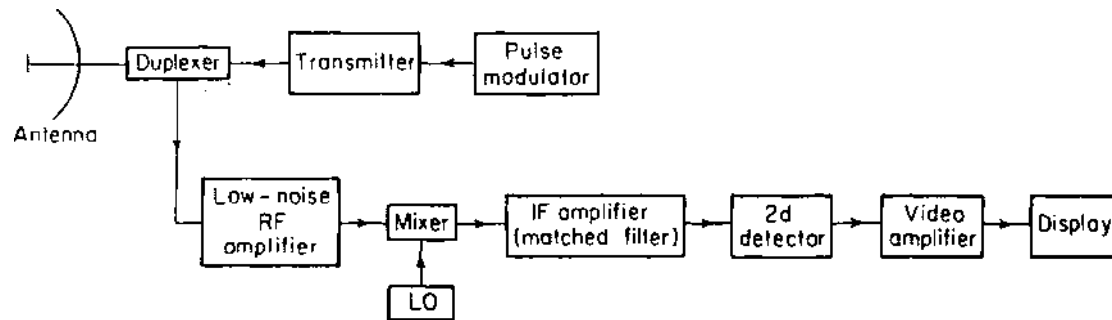 Duplexer
Transmitter
Pulse
modulator
Antenna
Low-noise
RF
amplifier
Mixer
IF amplifier
(matched filter)
2d
detector
Video
amplifier
Display
LO